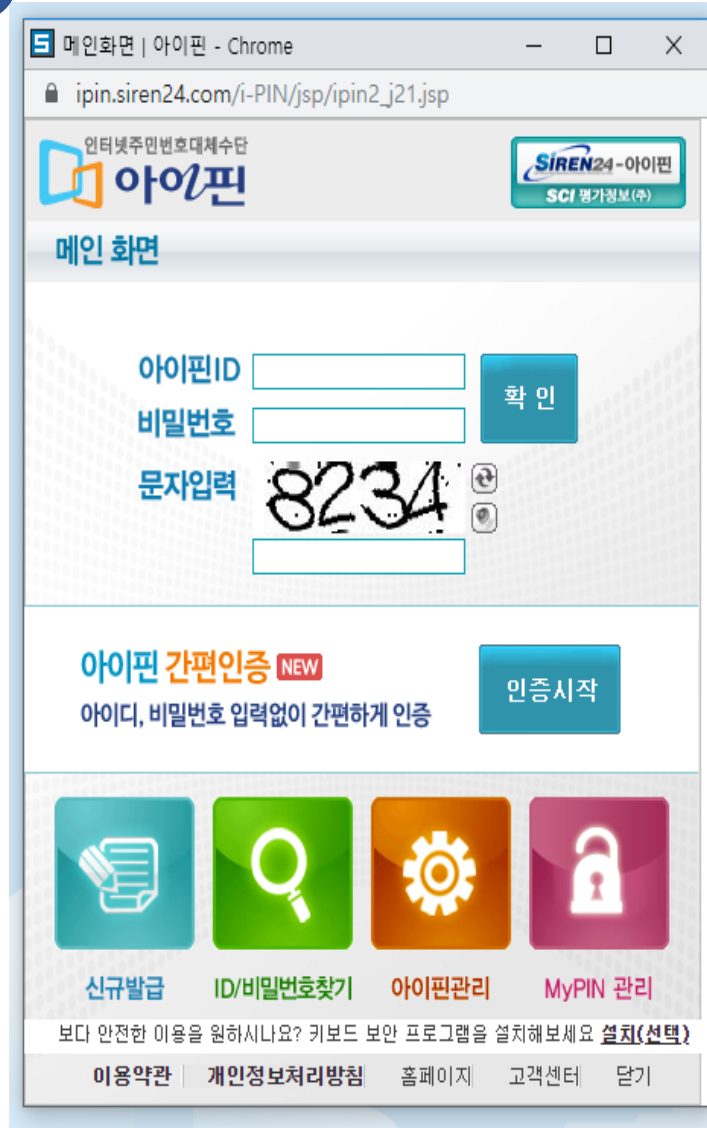 메인화면 | 아이핀 - Chrome
ipin.siren24.com/i-PIN/jsp/ipin2_j21.jsp
인터넷주민번호대체수단
아이핀
SiREN24-아이핀
SCI 평가정보(주)
메인 화면
아이핀ID
확 인
비밀번호
문자입력
8234
아이핀 간편인증 NEW
아이디, 비밀번호 입력없이 간편하게 인증
인증시작
신규발급
ID/비밀번호찾기
아이핀관리
MyPIN 관리
보다 안전한 이용을 원하시나요? 키보드 보안 프로그램을 설치해보세요 설치(선택)
이용약관
개인정보처리방침
홈페이지
고객센터
닫기